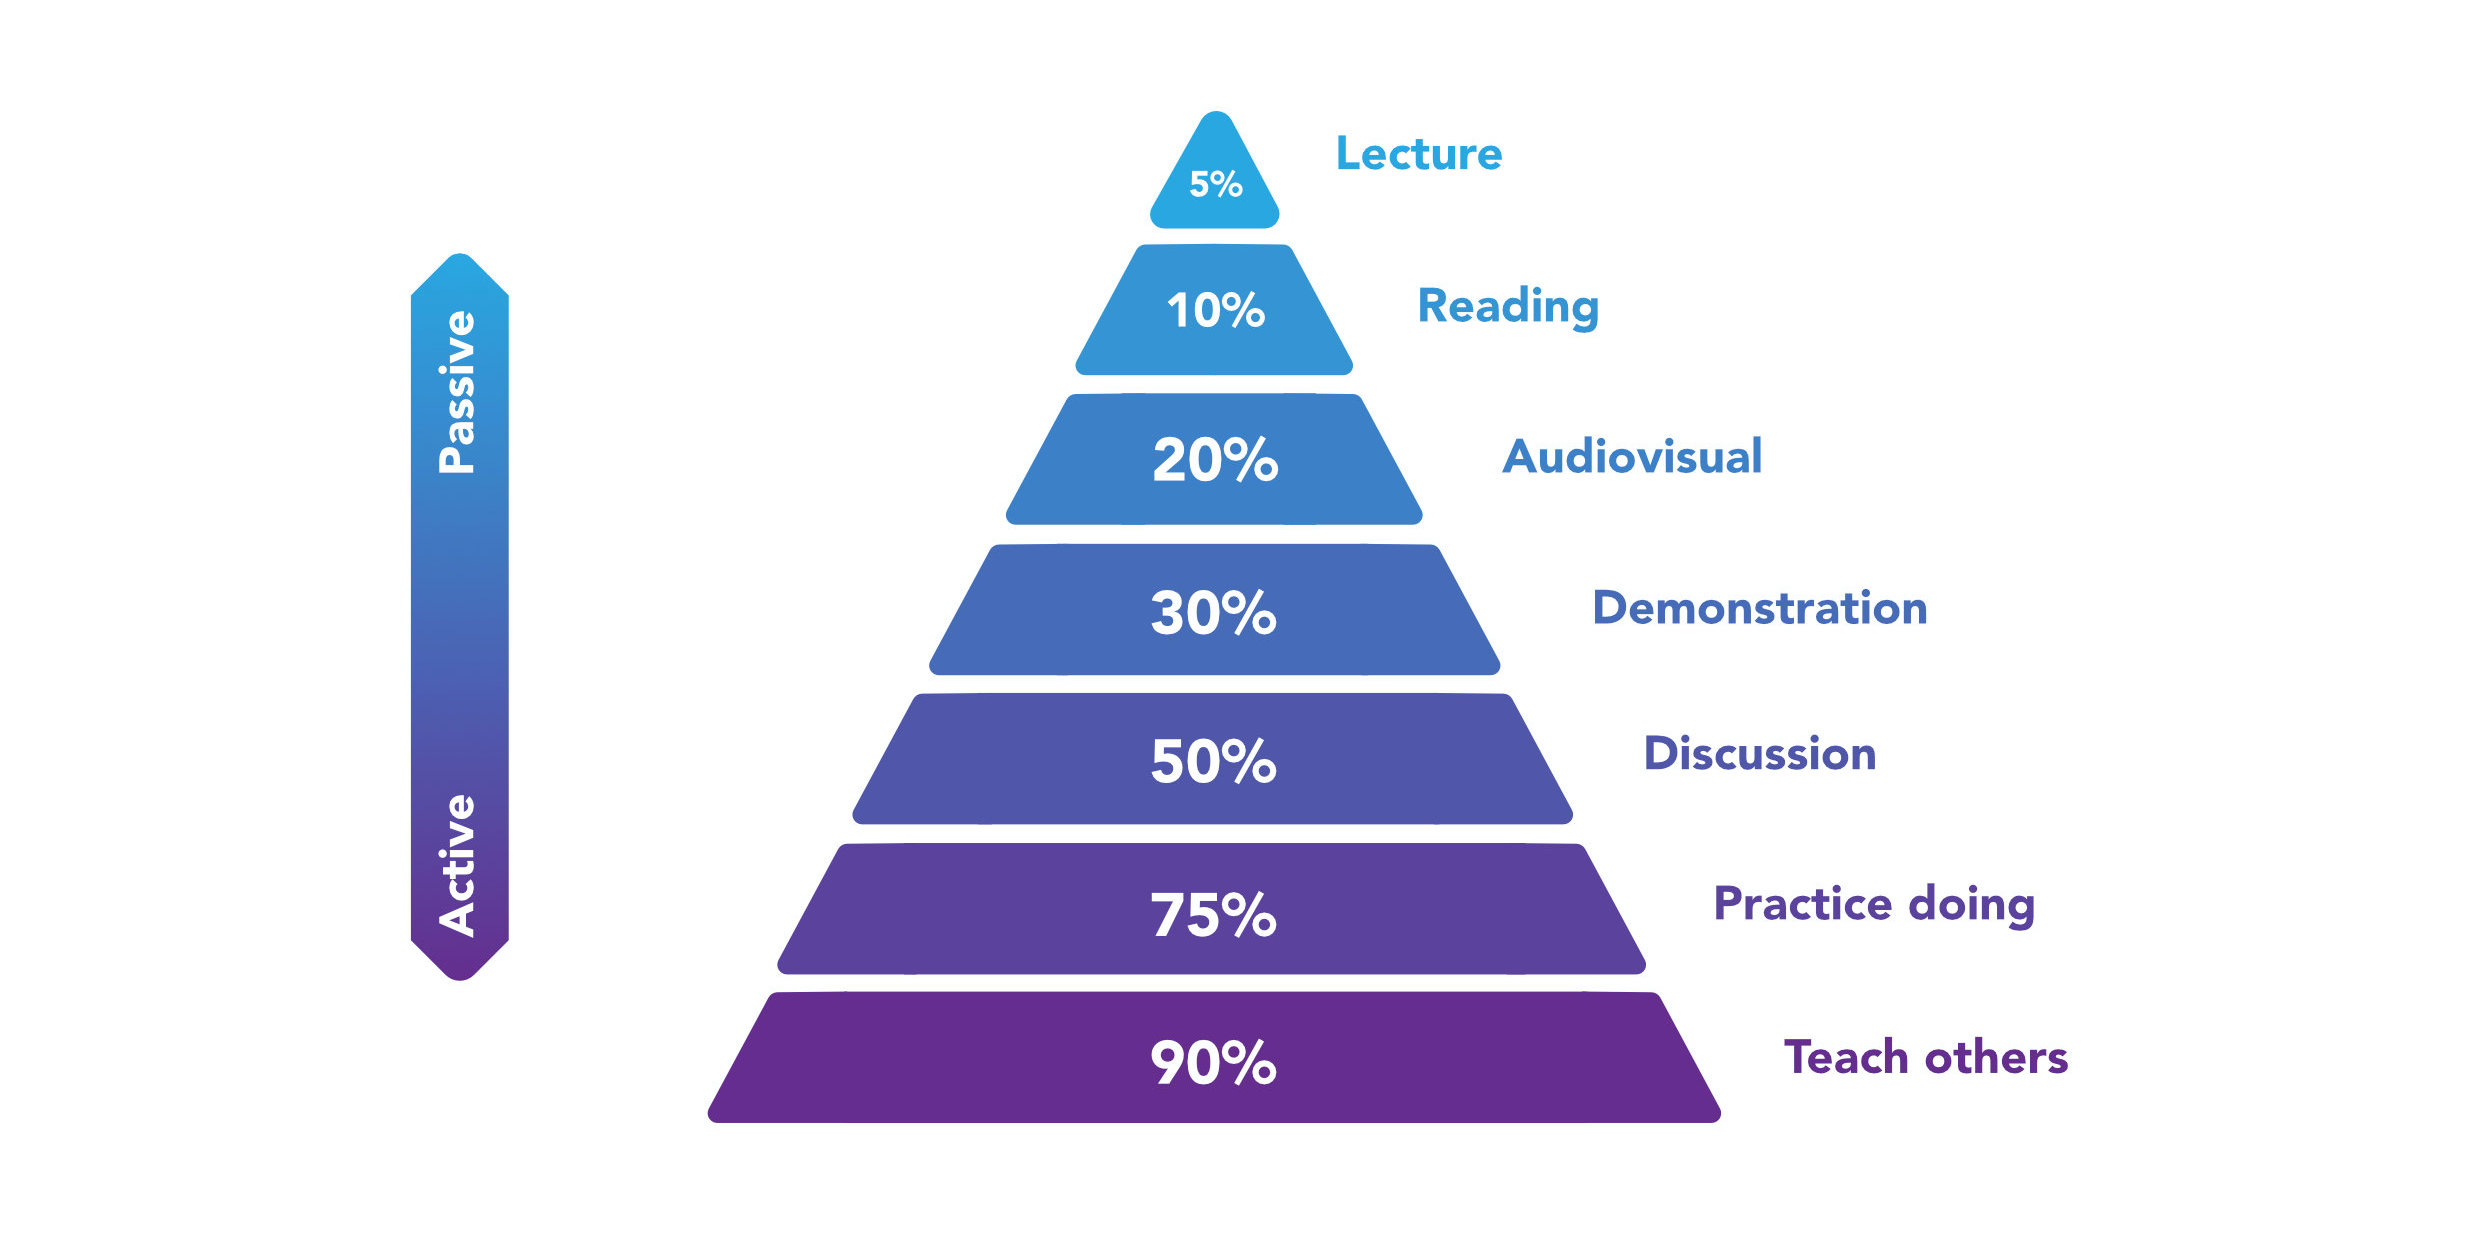 Passive
Active
5%
Lecture
10%
Reading
20%
Audiovisual
30%
Demonstration
50%
Discussion
75%
Practice doing
90%
Teach others